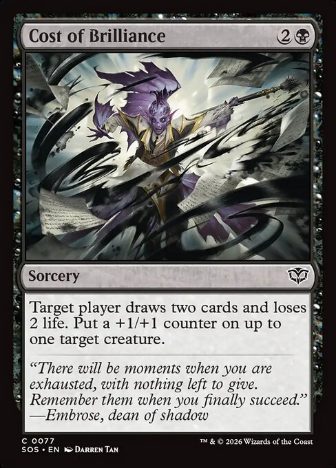 Cost of Brilliance 2
Sorcery
Target player draws two cards and loses
2 life. Put a +1/+1 counter on up to
one target creature.
“There will be moments when you are
exhausted, with nothing left to give.
Remember them when you finally succeed.”
—Embrose, dean of shadow
C 0077
SOS • EN DARREN TAN
™ & © 2026 Wizards of the Coast